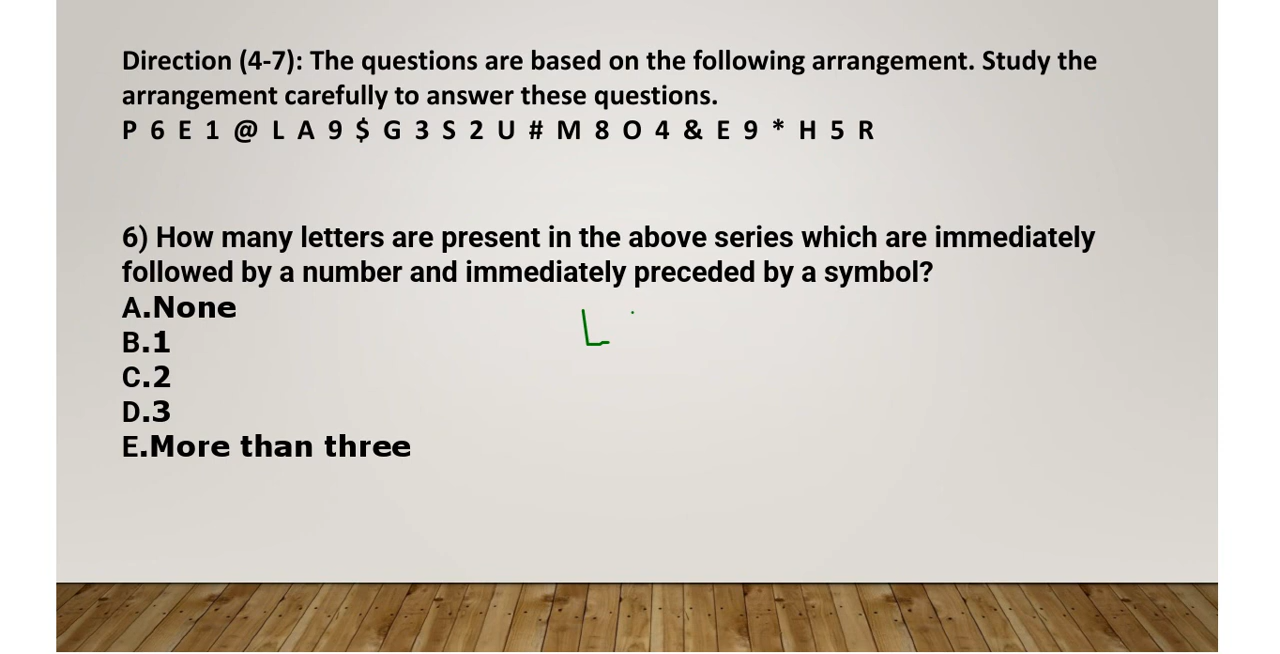 Direction (4-7): The questions are based on the following arrangement. Study the
arrangement carefully to answer these questions.
P 6 E 1 @ L A 9 $ G 3 S 2 U # M 8 O 4 & E 9 * H 5 R
6) How many letters are present in the above series which are immediately
followed by a number and immediately preceded by a symbol?
A.None
L
B.1
C.2
D.3
E.More than three